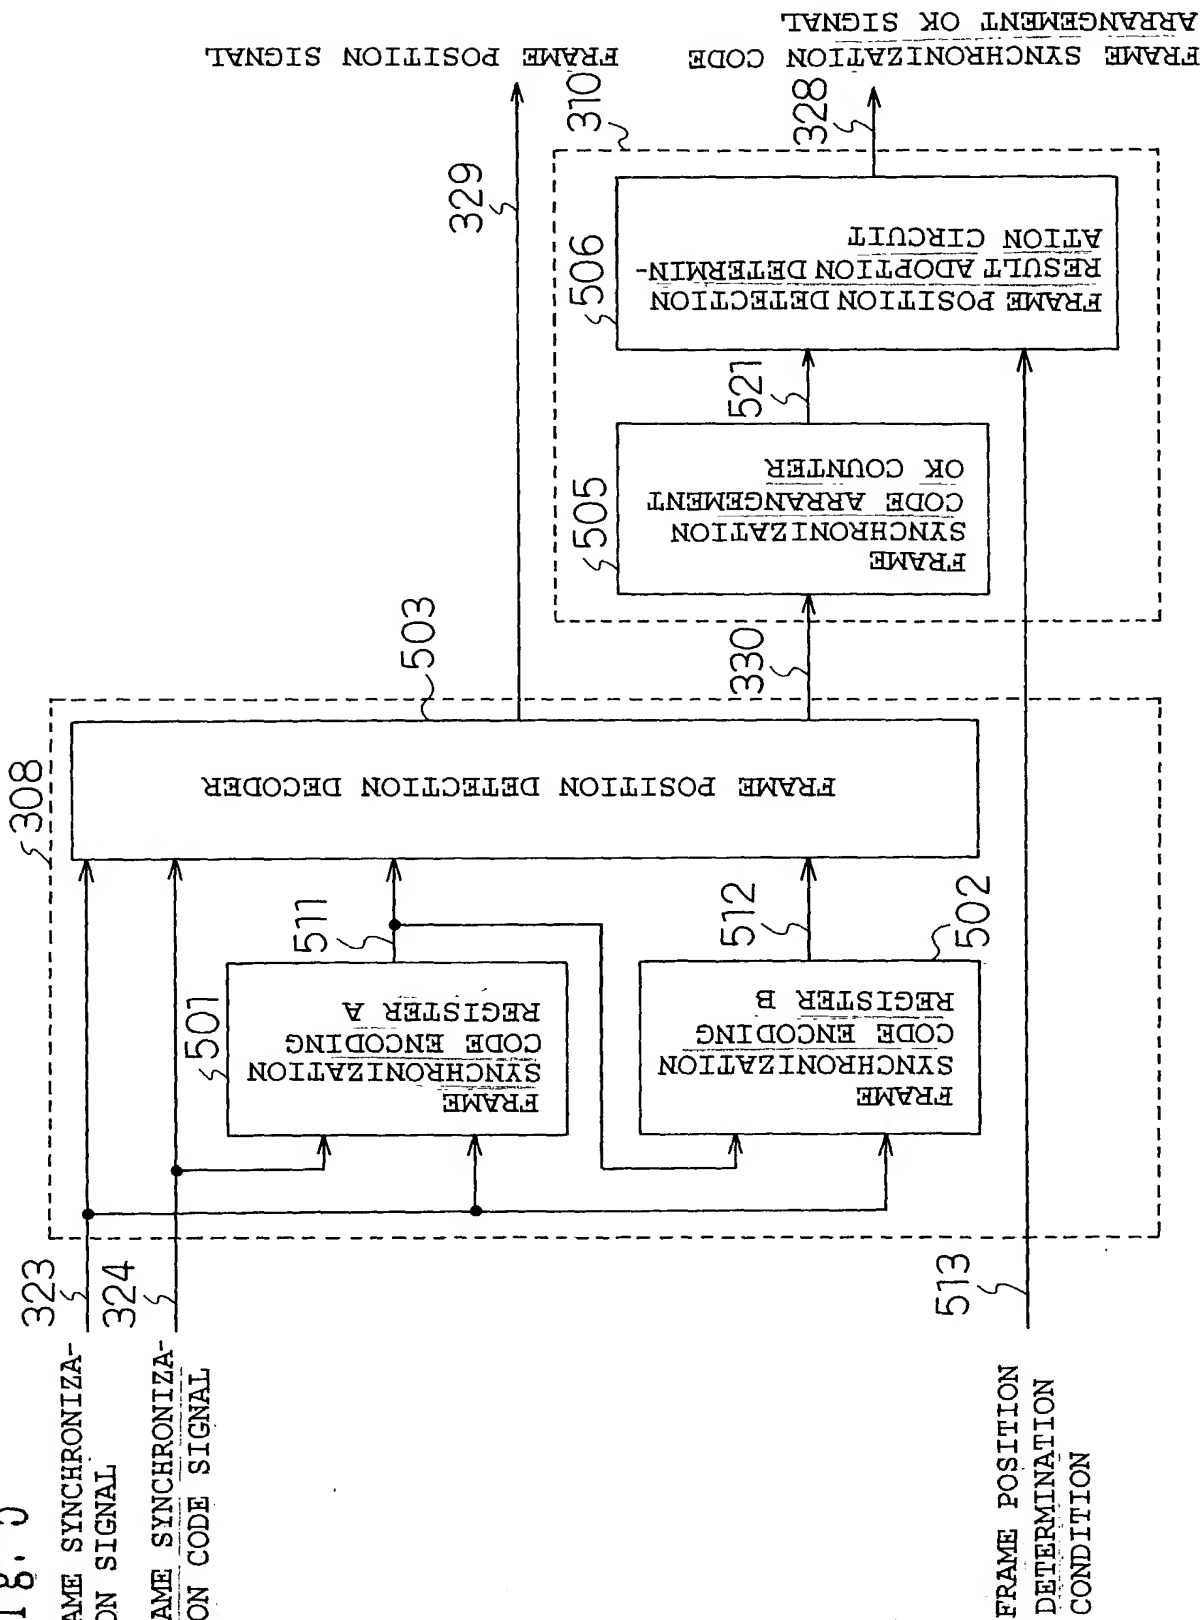 ig. 5
323
AME SYNCHRONIZA-
ON SIGNAL
324
AME SYNCHRONIZA-
ON CODE SIGNAL
308
501
FRAME
SYNCHRONIZATION
CODE ENCODING
REGISTER A
511
FRAME
SYNCHRONIZATION
CODE ENCODING
REGISTER B
502
512
FRAME POSITION DETECTION DECODER
503
329
FRAME POSITION SIGNAL
330
310
505
FRAME
SYNCHRONIZATION
CODE ARRANGEMENT
OK COUNTER
521
506
FRAME POSITION DETECTION
RESULT ADOPTION DETERMIN-
ATION CIRCUIT
328
FRAME SYNCHRONIZATION CODE
ARRANGEMENT OK SIGNAL
513
FRAME POSITION
DETERMINATION
CONDITION